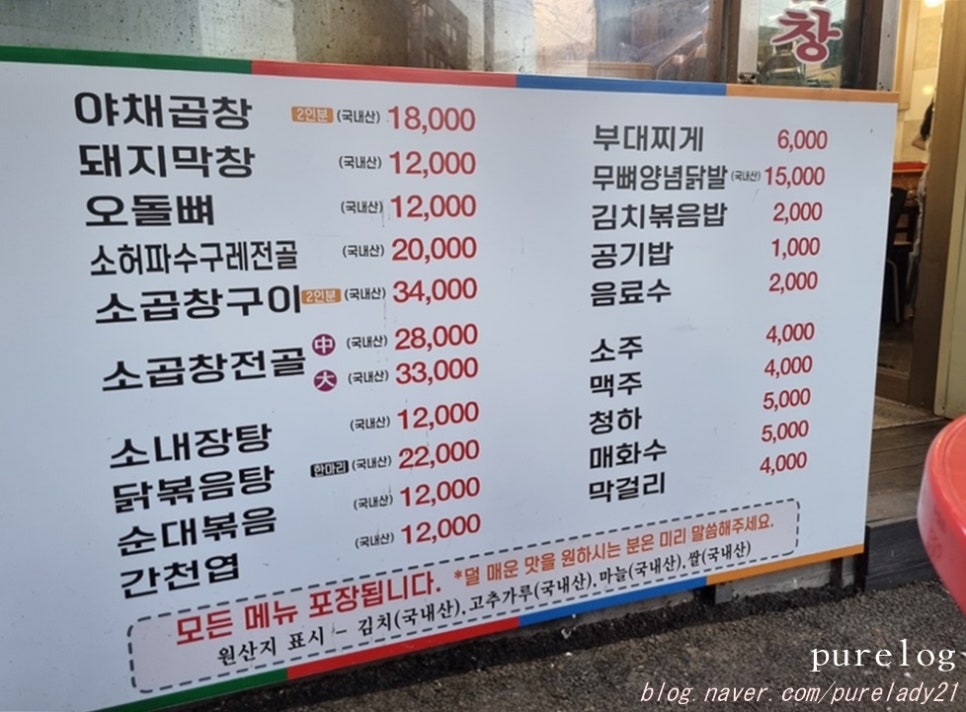 창
야채곱창 2인분 (국내산) 18,000
돼지막창 (국내산) 12,000
오돌뼈 (국내산) 12,000
소허파수구레전골 (국내산) 20,000
소곱창구이 2인분 (국내산) 34,000
소곱창전골 中 (국내산) 28,000
大 (국내산) 33,000
소내장탕 (국내산) 12,000
닭볶음탕 한마리 (국내산) 22,000
순대볶음 (국내산) 12,000
간천엽 (국내산) 12,000
부대찌게 6,000
무뼈양념닭발 (국내산) 15,000
김치볶음밥 2,000
공기밥 1,000
음료수 2,000
소주 4,000
맥주 4,000
청하 5,000
매화수 5,000
막걸리 4,000
모든 메뉴 포장됩니다. *덜 매운 맛을 원하시는 분은 미리 말씀해주세요.
원산지 표시 - 김치(국내산), 고추가루(국내산), 마늘(국내산), 쌀(국내산)
purelog
blog.naver.com/purelady21